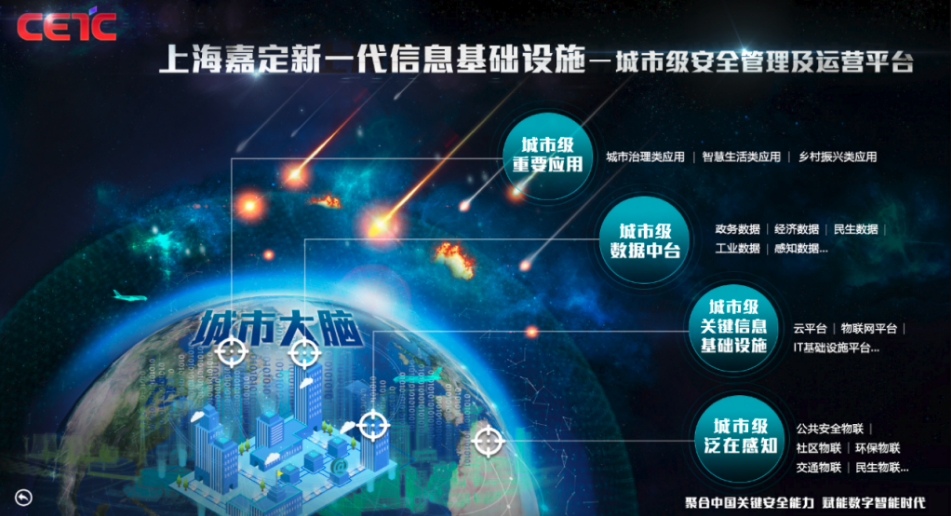 CETC
上海嘉定新一代信息基础设施－城市级安全管理及运营平台
城市级
重要应用
城市治理类应用 | 智慧生活类应用 | 乡村振兴类应用
城市级
数据中台
政务数据 | 经济数据 | 民生数据 |
工业数据 | 感知数据...
城市级
关键信息
基础设施
云平台 | 物联网平台 |
IT基础设施平台...
城市大脑
城市级
泛在感知
公共安全物联 |
社区物联 | 环保物联
交通物联 | 民生物联...
聚合中国关键安全能力 赋能数字智能时代